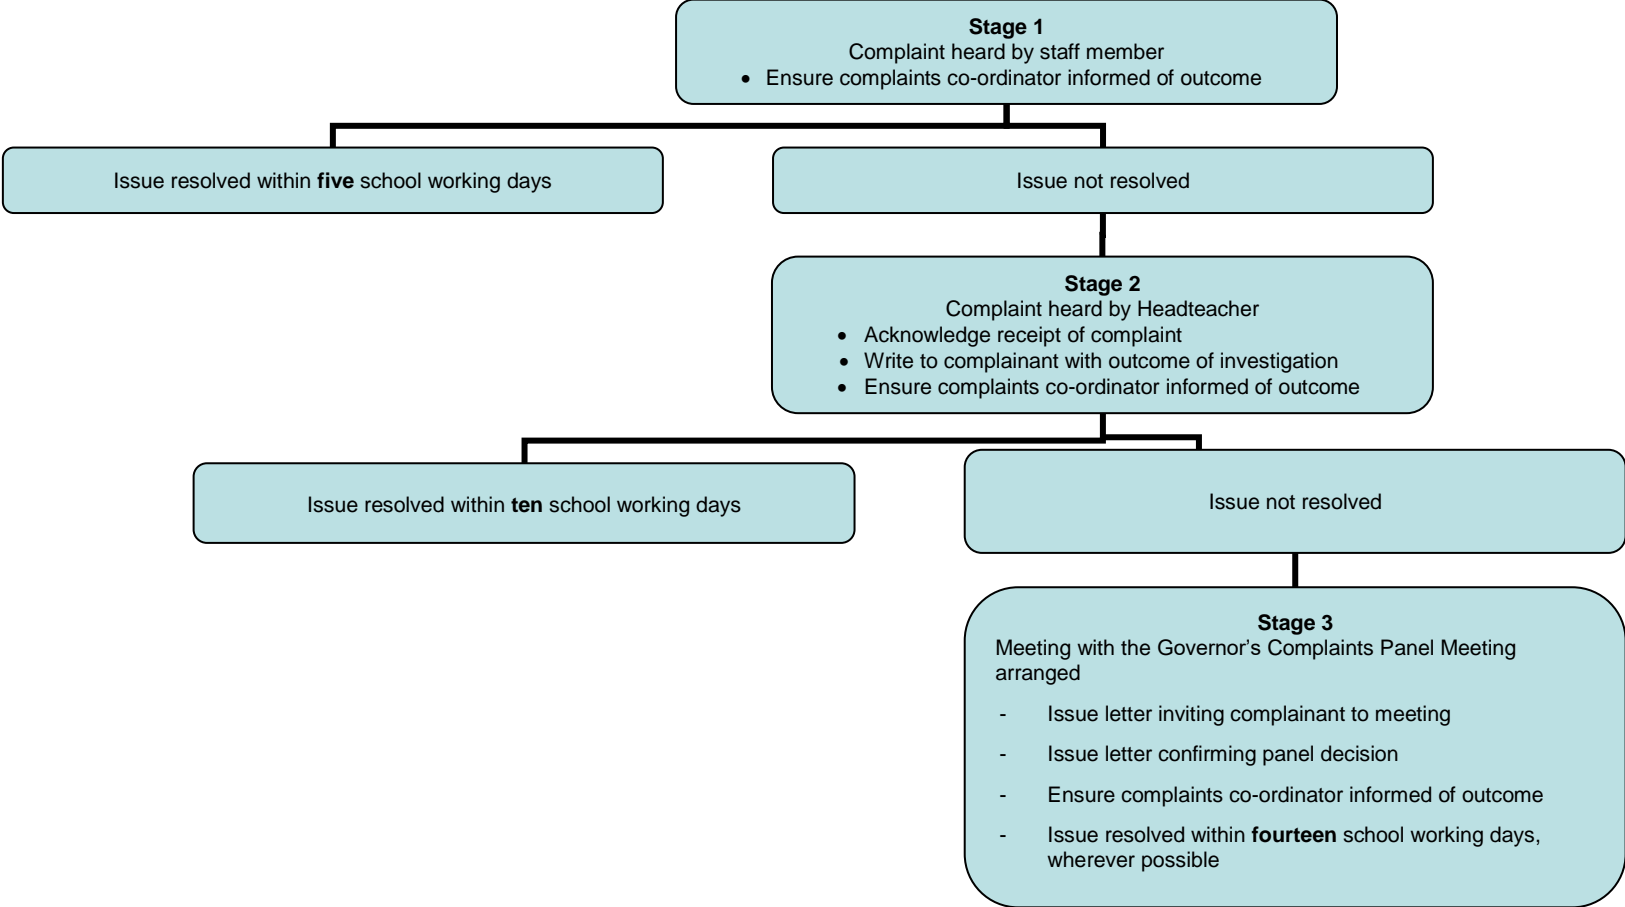 Stage 1
Complaint heard by staff member
• Ensure complaints co-ordinator informed of outcome
Issue resolved within five school working days
Issue not resolved
Stage 2
Complaint heard by Headteacher
• Acknowledge receipt of complaint
• Write to complainant with outcome of investigation
• Ensure complaints co-ordinator informed of outcome
Issue resolved within ten school working days
Issue not resolved
Stage 3
Meeting with the Governor’s Complaints Panel Meeting
arranged
- Issue letter inviting complainant to meeting
- Issue letter confirming panel decision
- Ensure complaints co-ordinator informed of outcome
- Issue resolved within fourteen school working days,
wherever possible